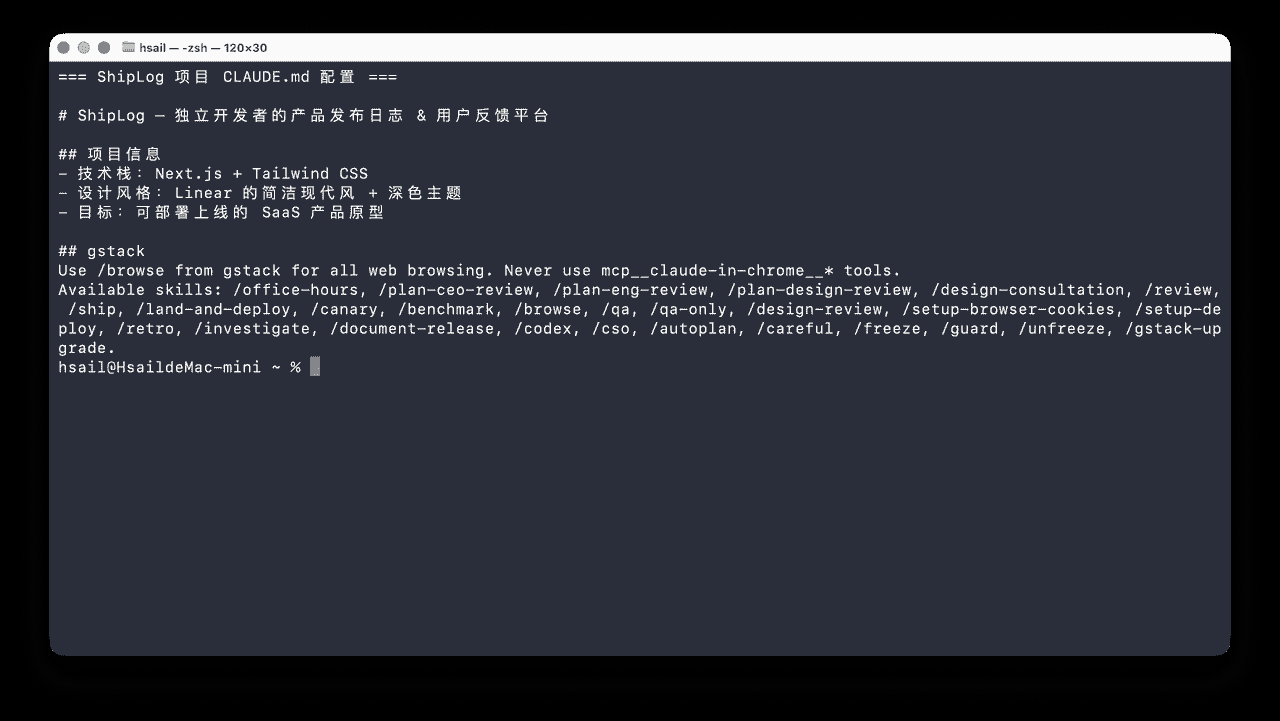 hsail — -zsh — 120×30
=== ShipLog 项目 CLAUDE.md 配置 ===
# ShipLog — 独立开发者的产品发布日志 & 用户反馈平台
## 项目信息
- 技术栈：Next.js + Tailwind CSS
- 设计风格：Linear 的简洁现代风 + 深色主题
- 目标：可部署上线的 SaaS 产品原型
## gstack
Use /browse from gstack for all web browsing. Never use mcp__claude-in-chrome__* tools.
Available skills: /office-hours, /plan-ceo-review, /plan-eng-review, /plan-design-review, /design-consultation, /review,
/ship, /land-and-deploy, /canary, /benchmark, /browse, /qa, /qa-only, /design-review, /setup-browser-cookies, /setup-de
ploy, /retro, /investigate, /document-release, /codex, /cso, /autoplan, /careful, /freeze, /guard, /unfreeze, /gstack-up
grade.
hsail@HsaildeMac-mini ~ %